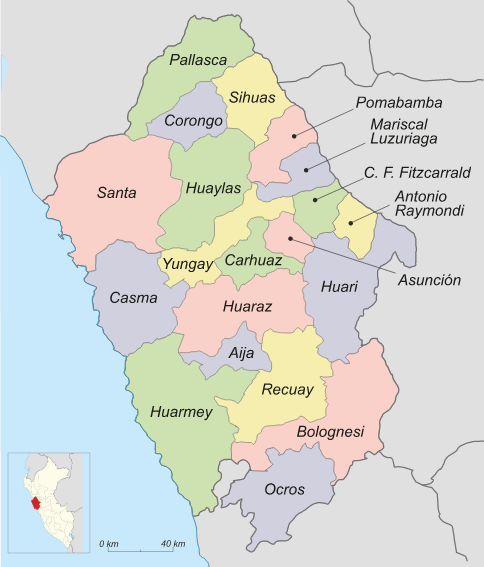 Pallasca
Sihuas
Corongo
Pomabamba
Mariscal
Luzuriaga
C. F. Fitzcarrald
Antonio
Raymondi
Santa
Huaylas
Yungay
Carhuaz
Asunción
Casma
Huari
Huaraz
Aija
Recuay
Huarmey
Bolognesi
Ocros
0 km 40 km